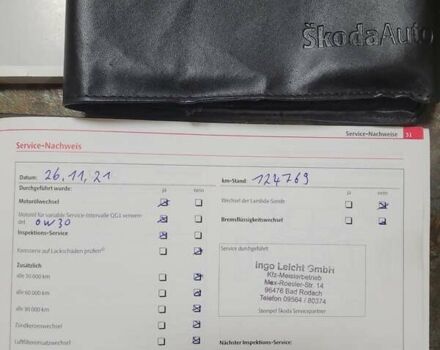 ŠkodaAuto
Service-Nachweise 31
Service-Nachweis
Datum: 26.11.21
km-Stand: 124769
Durchgeführt wurde: ja nein
ja nein
Motorölwechsel
Wechsel der Lambda-Sonde
Motoröl für variable Service-Intervalle QG1 verwen-
det 0W30
Bremsflüssigkeitswechsel
Inspektions-Service
Karosserie auf Lackschäden prüfen
Service durchgeführt
Ingo Leicht GmbH
Kfz-Meisterbetrieb
Max-Roesler-Str. 14
96476 Bad Rodach
Telefon 09564 / 80374
Stempel Škoda Servicepartner
Zusätzlich
alle 30 000 km
alle 60 000 km
alle 90 000 km
Zündkerzenwechsel
Luftfiltereinsatzwechsel
Nächster Inspektions-Service: